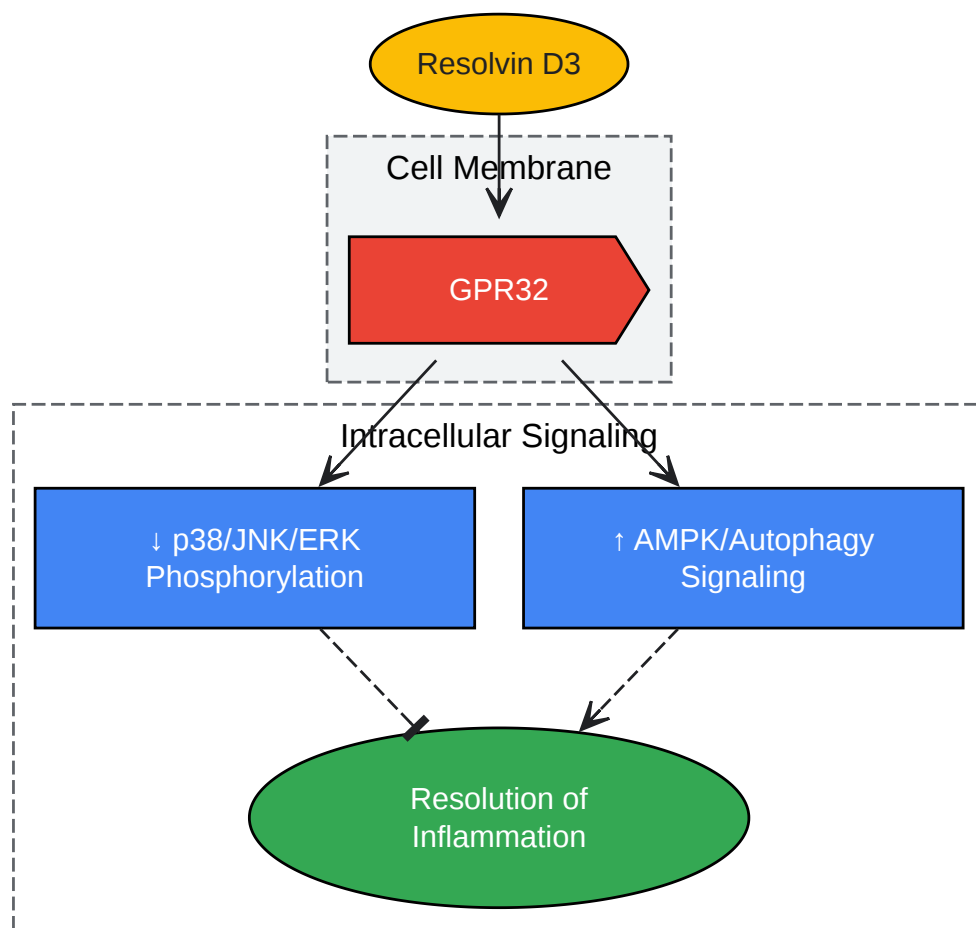 Resolvin D3
Cell Membrane
GPR32
Intracellular Signaling
↓ p38/JNK/ERK
Phosphorylation
↑ AMPK/Autophagy
Signaling
Resolution of
Inflammation